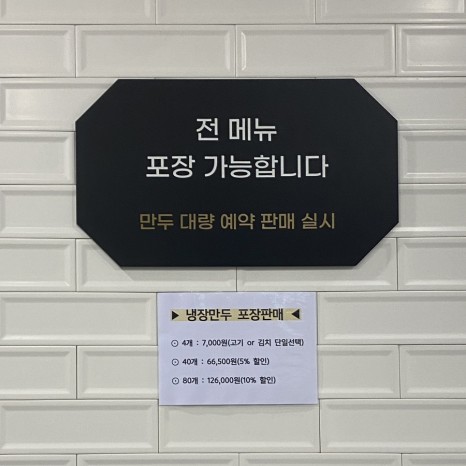 전 메뉴
포장 가능합니다
만두 대량 예약 판매 실시
▶ 냉장만두 포장판매 ◀
4개 : 7,000원(고기 or 김치 단일선택)
40개 : 66,500원(5% 할인)
80개 : 126,000원(10% 할인)